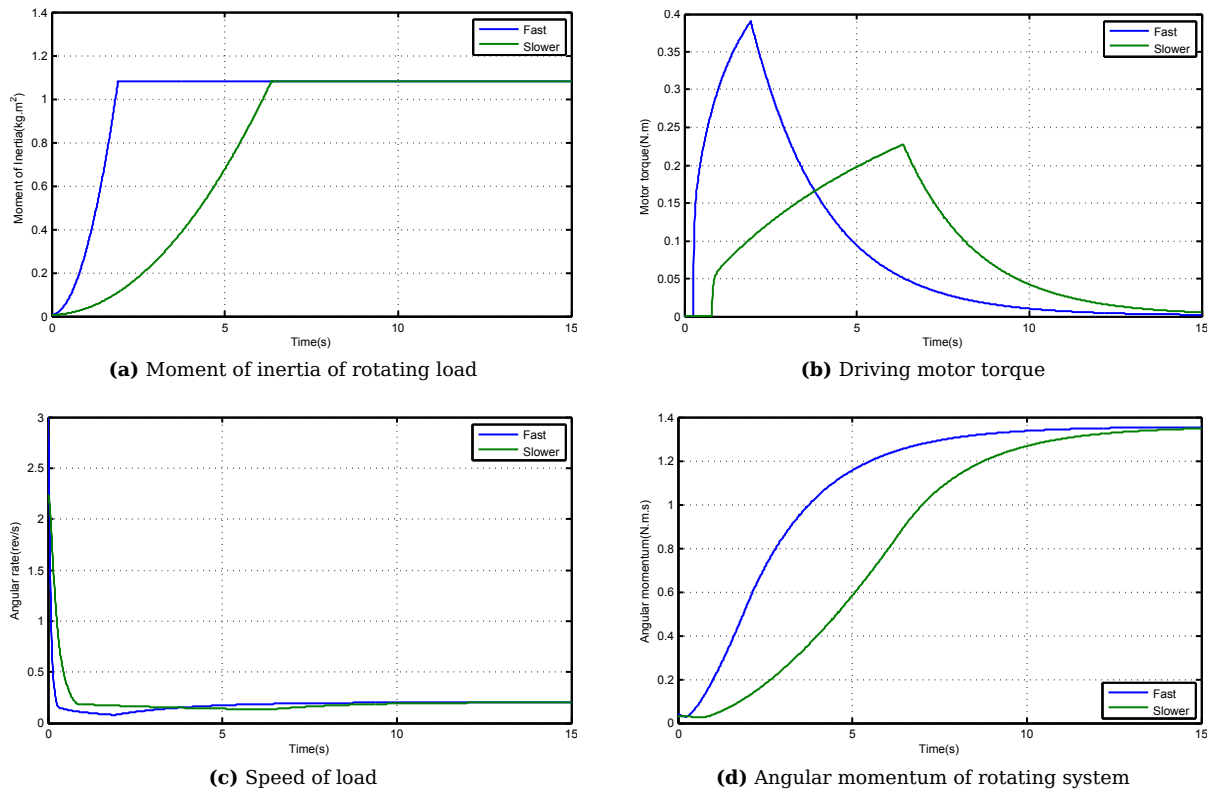 1.4
1.2
1
0.8
0.6
0.4
0.2
0
Moment of Inertia(kg.m²)
0 5 10 15
Time(s)
Fast
Slower
(a) Moment of inertia of rotating load
0.4
0.35
0.3
0.25
0.2
0.15
0.1
0.05
0
Motor torque(N.m)
0 5 10 15
Time(s)
Fast
Slower
(b) Driving motor torque
3
2.5
2
1.5
1
0.5
0
Angular rate(rev/s)
0 5 10 15
Time(s)
Fast
Slower
(c) Speed of load
1.4
1.2
1
0.8
0.6
0.4
0.2
0
Angular momentum(N.m.s)
0 5 10 15
Time(s)
Fast
Slower
(d) Angular momentum of rotating system